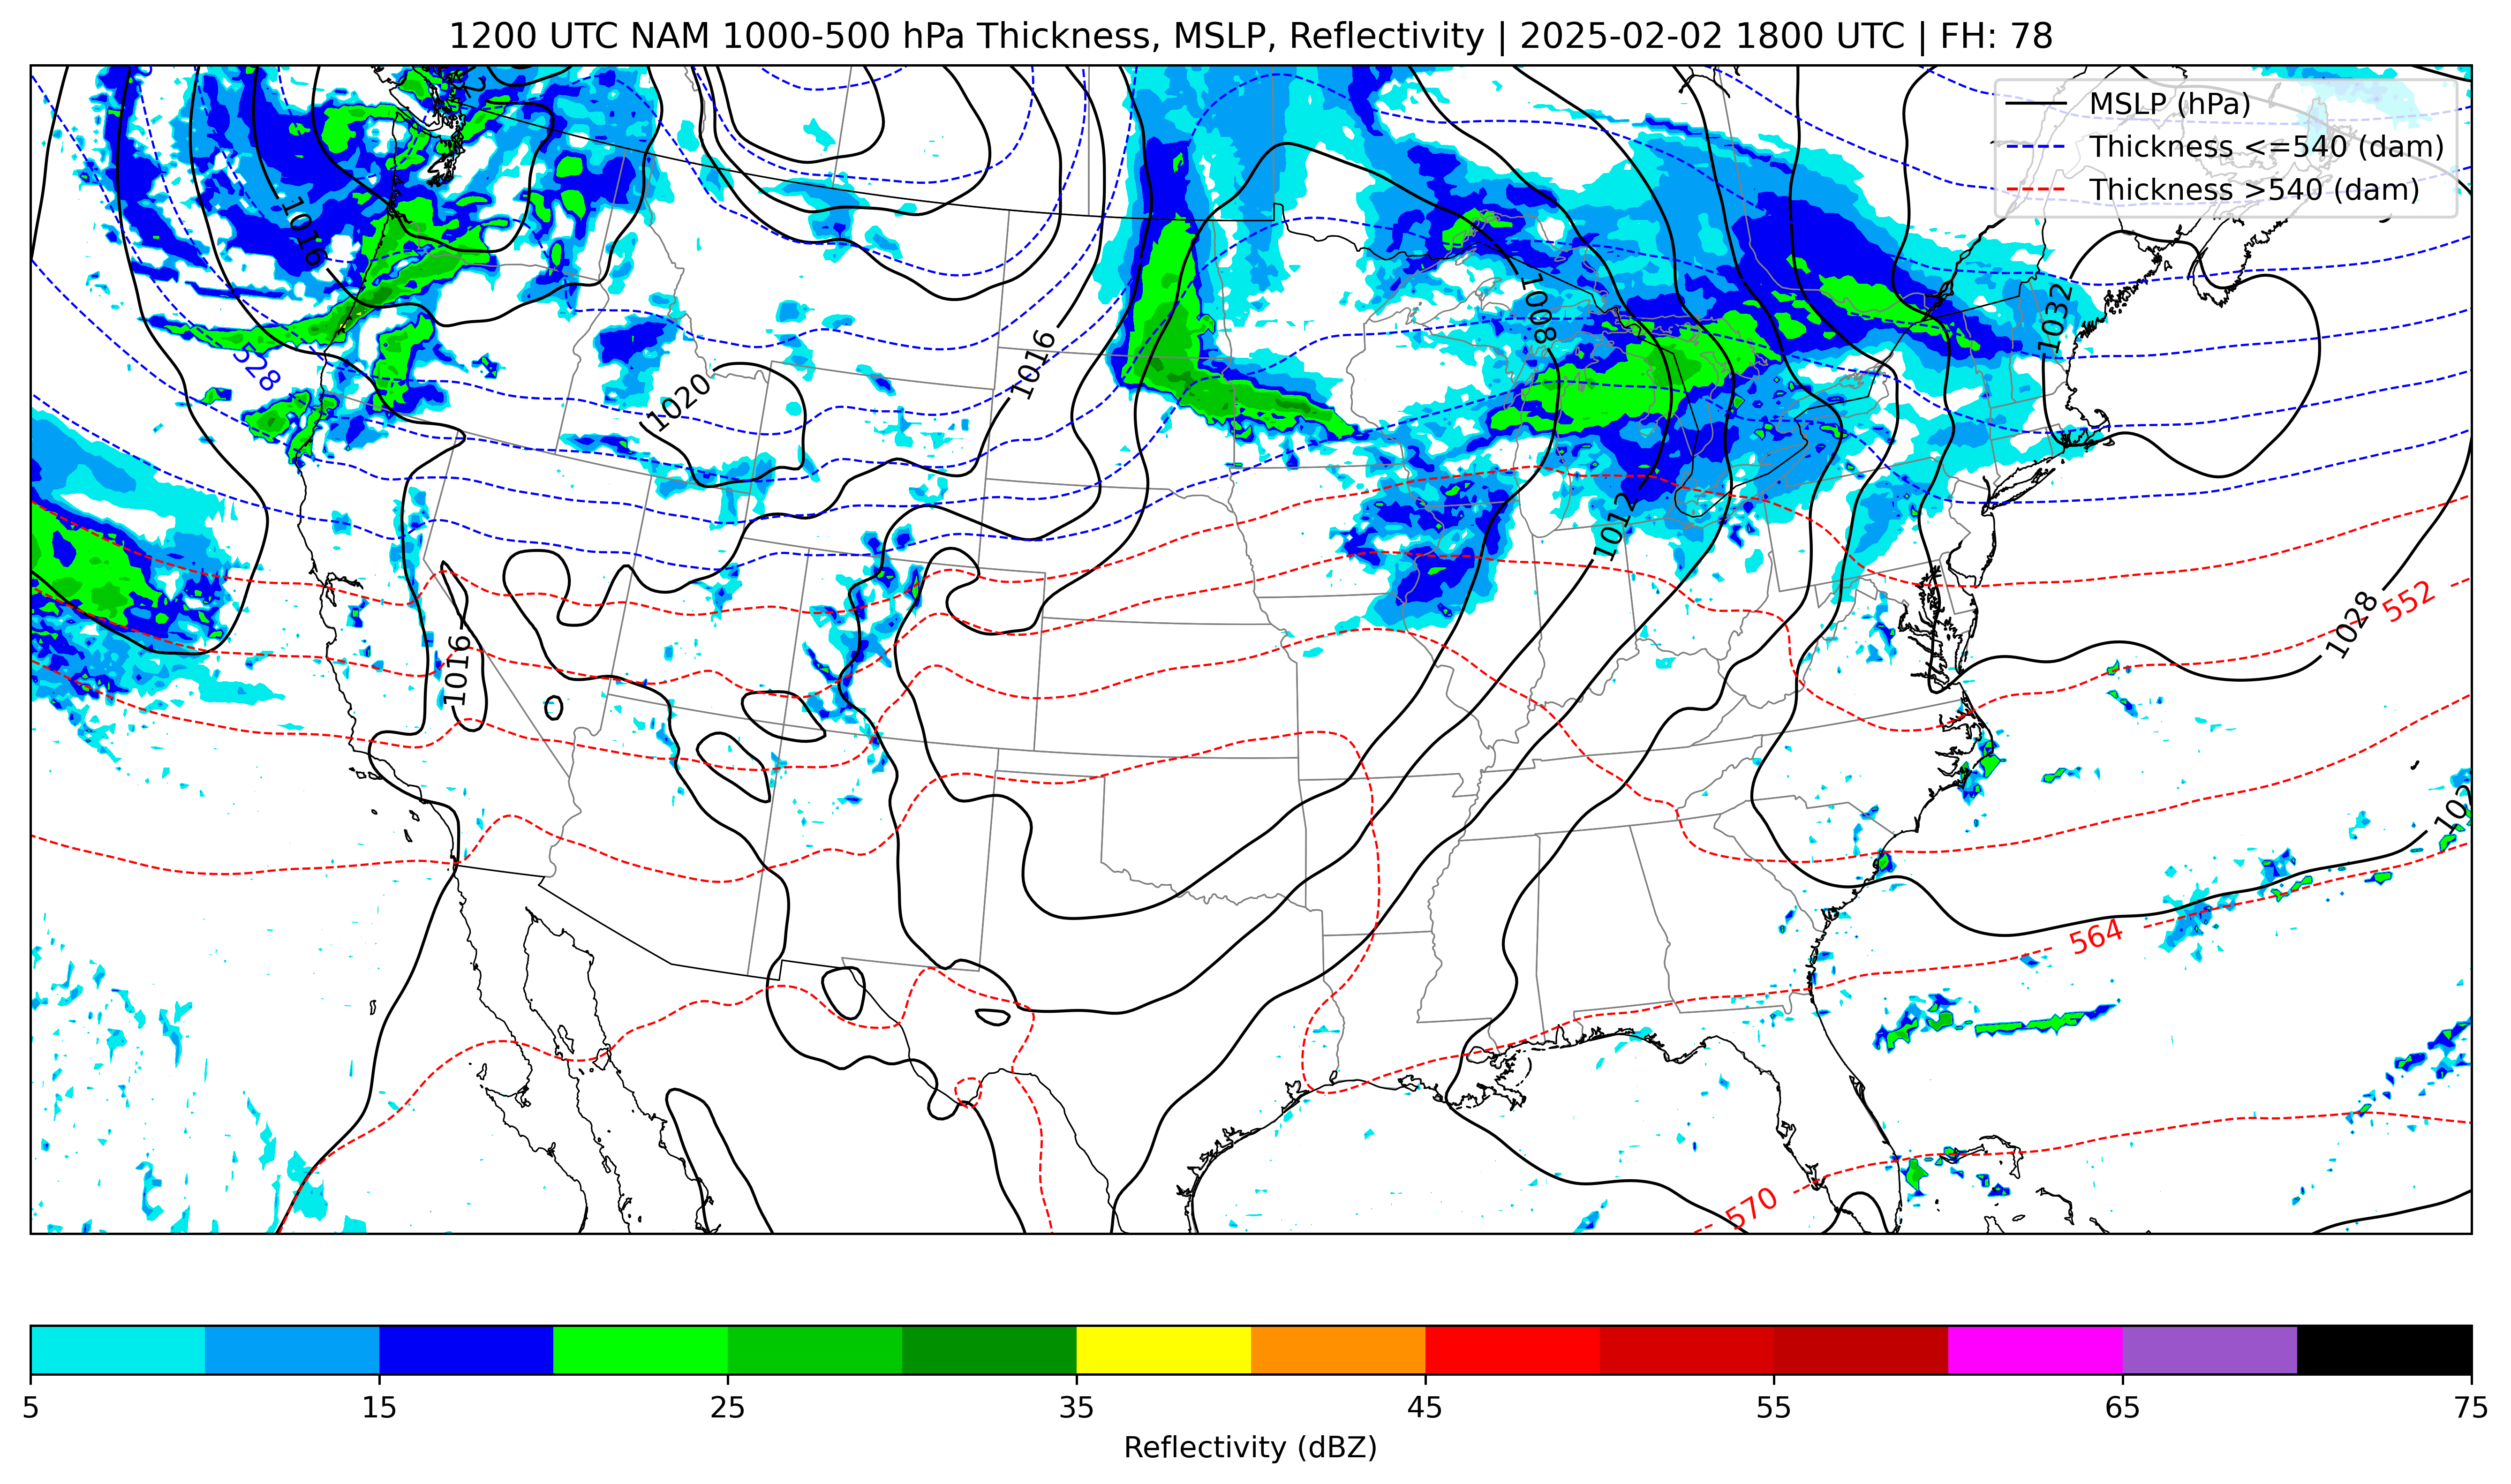 1200 UTC NAM 1000-500 hPa Thickness, MSLP, Reflectivity | 2025-02-02 1800 UTC | FH: 78
MSLP (hPa)
Thickness <=540 (dam)
Thickness >540 (dam)
1016
1008
1032
528
1016
1020
1012
552
1028
1016
564
570
5 15 25 35 45 55 65 75
Reflectivity (dBZ)